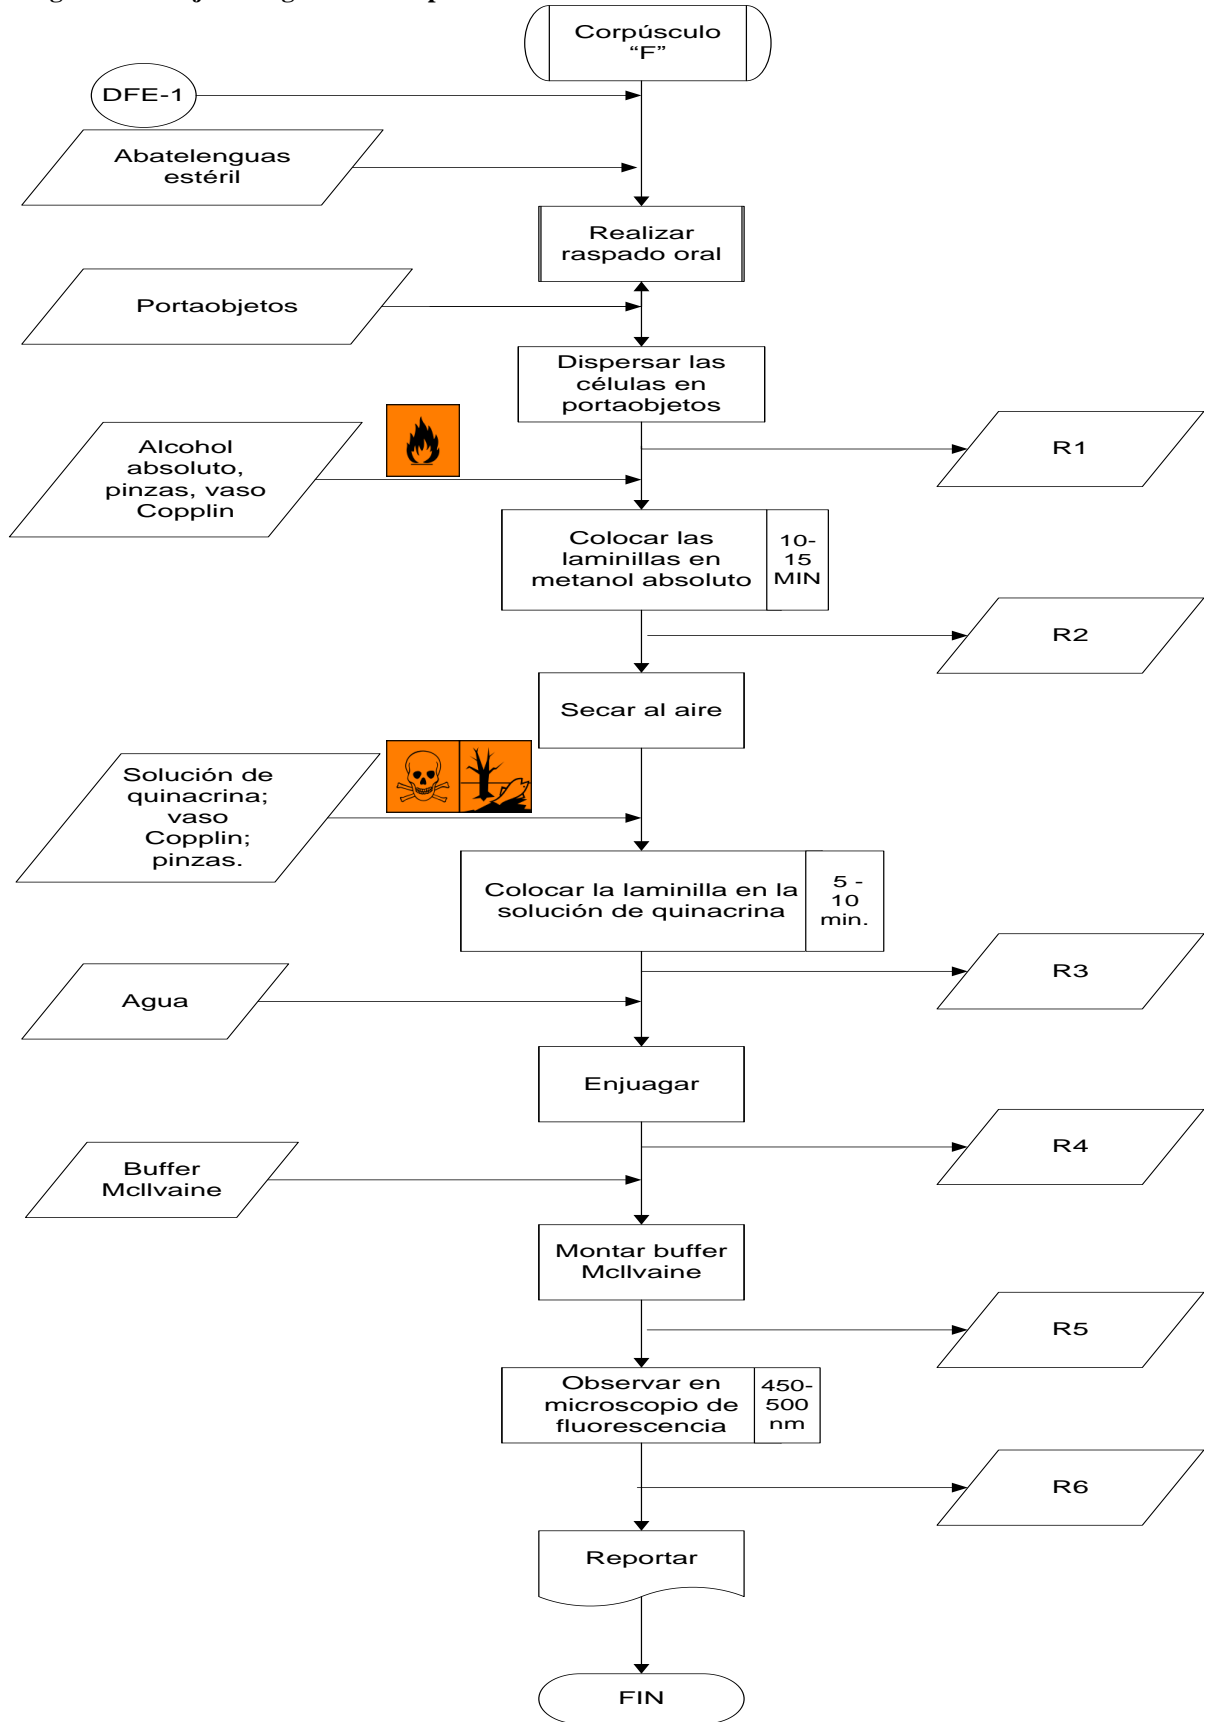 Corpúsculo
“F”
DFE-1
Abatelenguas
estéril
Realizar
raspado oral
Portaobjetos
Dispersar las
células en
portaobjetos
R1
Alcohol
absoluto,
pinzas, vaso
Copplin
Colocar las
laminillas en
metanol absoluto
10-
15
MIN
R2
Secar al aire
Solución de
quinacrina;
vaso
Copplin;
pinzas.
Colocar la laminilla en la
solución de quinacrina
5 -
10
min.
R3
Agua
Enjuagar
R4
Buffer
McIlvaine
Montar buffer
McIlvaine
R5
Observar en
microscopio de
fluorescencia
450-
500
nm
R6
Reportar
FIN